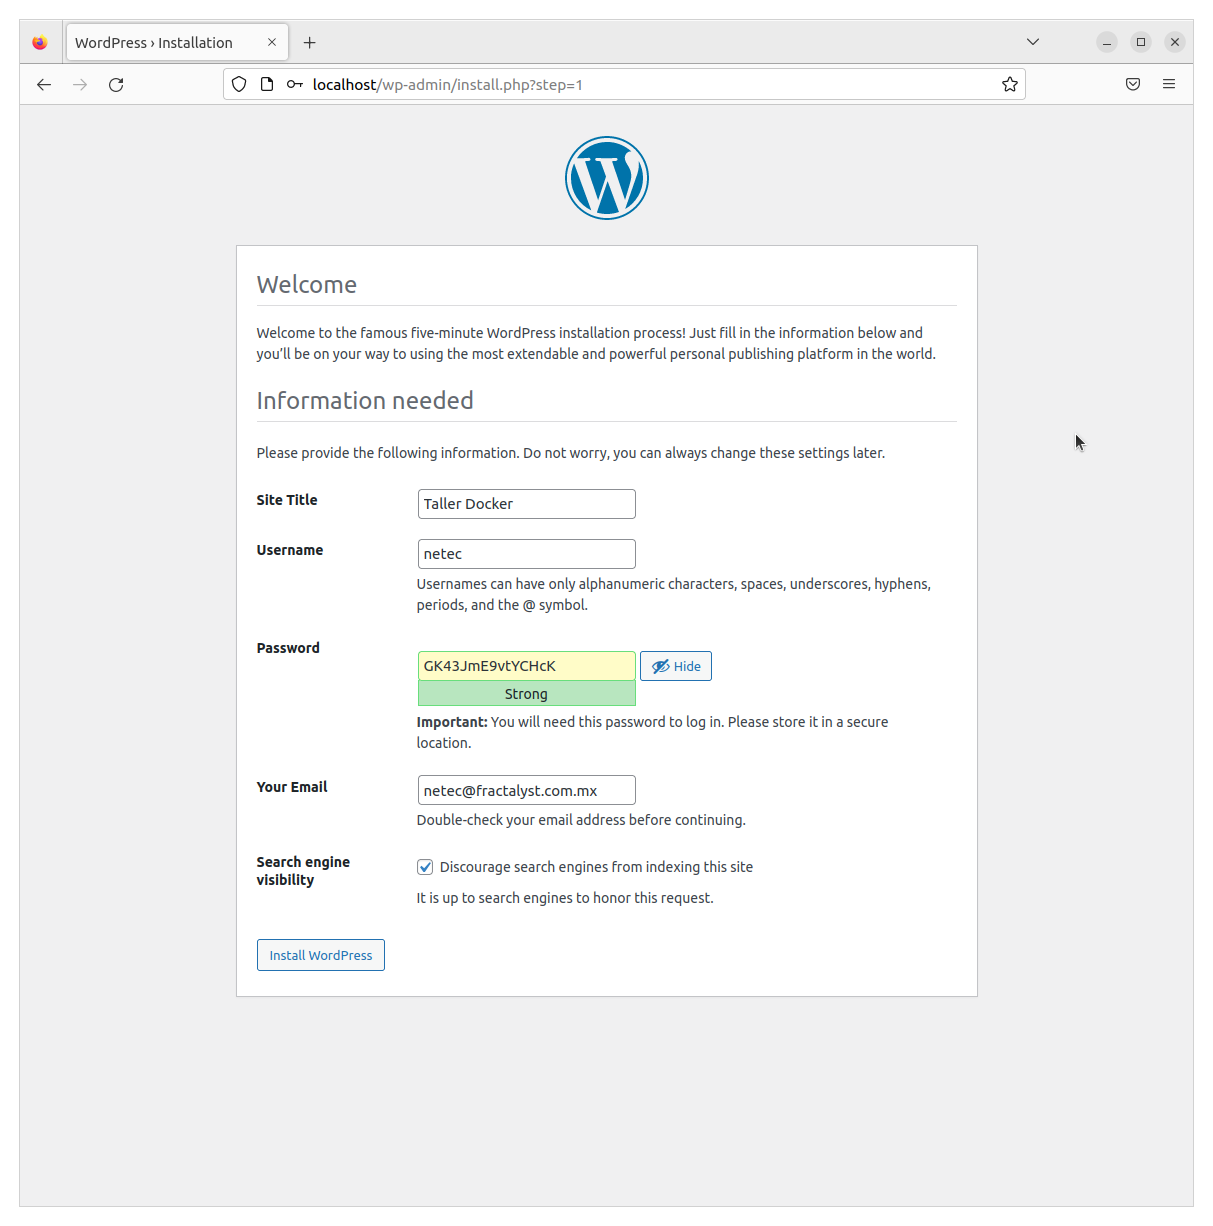 WordPress › Installation
localhost/wp-admin/install.php?step=1
Welcome
Welcome to the famous five-minute WordPress installation process! Just fill in the information below and
you’ll be on your way to using the most extendable and powerful personal publishing platform in the world.
Information needed
Please provide the following information. Do not worry, you can always change these settings later.
Site Title
Taller Docker
Username
netec
Usernames can have only alphanumeric characters, spaces, underscores, hyphens,
periods, and the @ symbol.
Password
GK43JmE9vtYCHcK
Hide
Strong
Important: You will need this password to log in. Please store it in a secure
location.
Your Email
netec@fractalyst.com.mx
Double-check your email address before continuing.
Search engine
visibility
Discourage search engines from indexing this site
It is up to search engines to honor this request.
Install WordPress